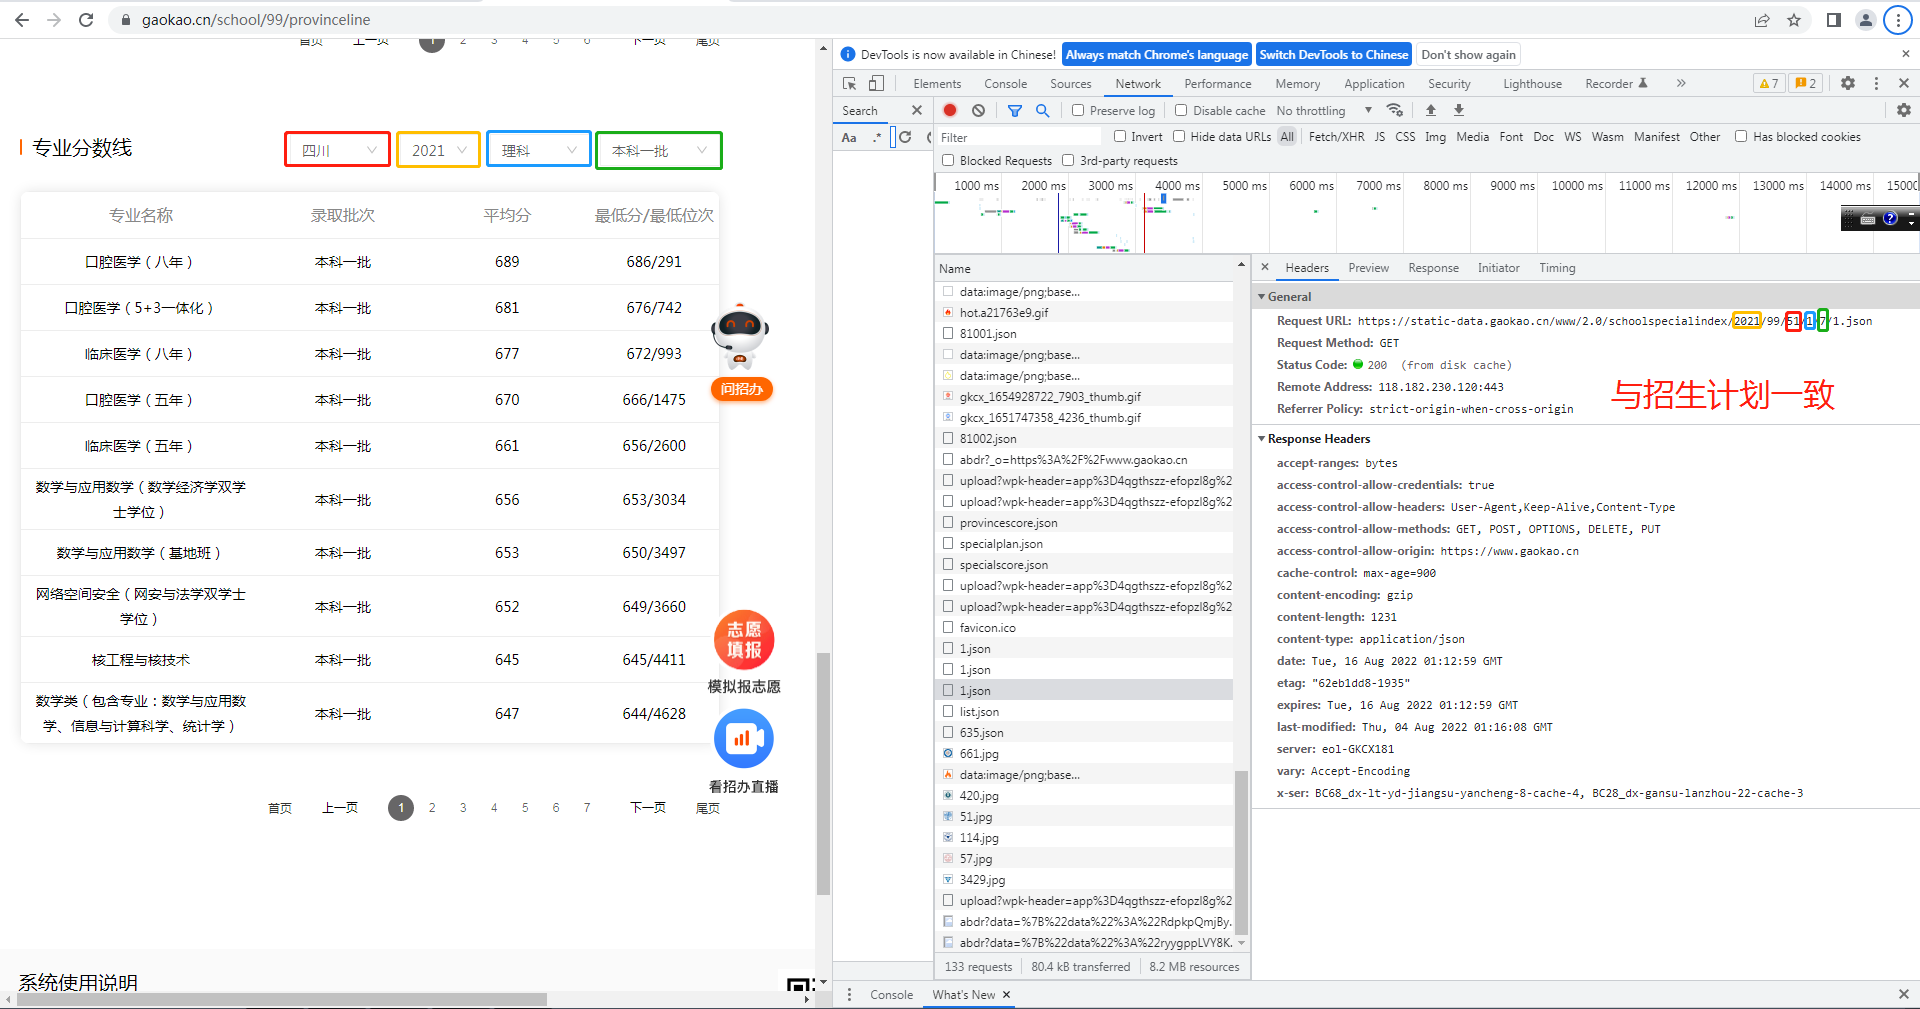 gaokao.cn/school/99/provinceline
首页 上一页 1 2 3 4 5 6 下一页 尾页
专业分数线
四川 2021 理科 本科一批
专业名称 录取批次 平均分 最低分/最低位次
口腔医学（八年） 本科一批 689 686/291
口腔医学（5+3一体化） 本科一批 681 676/742
临床医学（八年） 本科一批 677 672/993
口腔医学（五年） 本科一批 670 666/1475
临床医学（五年） 本科一批 661 656/2600
数学与应用数学（数学经济学双学
士学位） 本科一批 656 653/3034
数学与应用数学（基地班） 本科一批 653 650/3497
网络空间安全（网安与法学双学士
学位） 本科一批 652 649/3660
核工程与核技术 本科一批 645 645/4411
数学类（包含专业：数学与应用数
学、信息与计算科学、统计学） 本科一批 647 644/4628
首页 上一页 1 2 3 4 5 6 7 下一页 尾页
问招办
志愿
填报
模拟报志愿
看招办直播
系统使用说明
DevTools is now available in Chinese! Always match Chrome's language Switch DevTools to Chinese Don't show again
Elements Console Sources Network Performance Memory Application Security Lighthouse Recorder 7 2
Search Preserve log Disable cache No throttling
Aa .*
Filter Invert Hide data URLs All Fetch/XHR JS CSS Img Media Font Doc WS Wasm Manifest Other Has blocked cookies
Blocked Requests 3rd-party requests
1000 ms 2000 ms 3000 ms 4000 ms 5000 ms 6000 ms 7000 ms 8000 ms 9000 ms 10000 ms 11000 ms 12000 ms 13000 ms 14000 ms 1500
Name
data:image/png;base...
hot.a21763e9.gif
81001.json
data:image/png;base...
data:image/png;base...
gkcx_1654928722_7903_thumb.gif
gkcx_1651747358_4236_thumb.gif
81002.json
abdr?_o=https%3A%2F%2Fwww.gaokao.cn
upload?wpk-header=app%3D4qgthszz-efopzl8g%2
upload?wpk-header=app%3D4qgthszz-efopzl8g%2
provincescore.json
specialplan.json
specialscore.json
upload?wpk-header=app%3D4qgthszz-efopzl8g%2
upload?wpk-header=app%3D4qgthszz-efopzl8g%2
favicon.ico
1.json
1.json
1.json
list.json
635.json
661.jpg
data:image/png;base...
420.jpg
51.jpg
114.jpg
57.jpg
3429.jpg
upload?wpk-header=app%3D4qgthszz-efopzl8g%2
abdr?data=%7B%22data%22%3A%22RdpkpQmjBy.
abdr?data=%7B%22data%22%3A%22ryygppLVY8K.
133 requests 80.4 kB transferred 8.2 MB resources
Headers Preview Response Initiator Timing
General
Request URL: https://static-data.gaokao.cn/www/2.0/schoolspecialindex/2021/99/51/1/7/1.json
Request Method: GET
Status Code: 200 (from disk cache)
Remote Address: 118.182.230.120:443
Referrer Policy: strict-origin-when-cross-origin
与招生计划一致
Response Headers
accept-ranges: bytes
access-control-allow-credentials: true
access-control-allow-headers: User-Agent,Keep-Alive,Content-Type
access-control-allow-methods: GET, POST, OPTIONS, DELETE, PUT
access-control-allow-origin: https://www.gaokao.cn
cache-control: max-age=900
content-encoding: gzip
content-length: 1231
content-type: application/json
date: Tue, 16 Aug 2022 01:12:59 GMT
etag: "62eb1dd8-1935"
expires: Tue, 16 Aug 2022 01:12:59 GMT
last-modified: Thu, 04 Aug 2022 01:16:08 GMT
server: eol-GKCX181
vary: Accept-Encoding
x-ser: BC68_dx-lt-yd-jiangsu-yancheng-8-cache-4, BC28_dx-gansu-lanzhou-22-cache-3
Console What's New